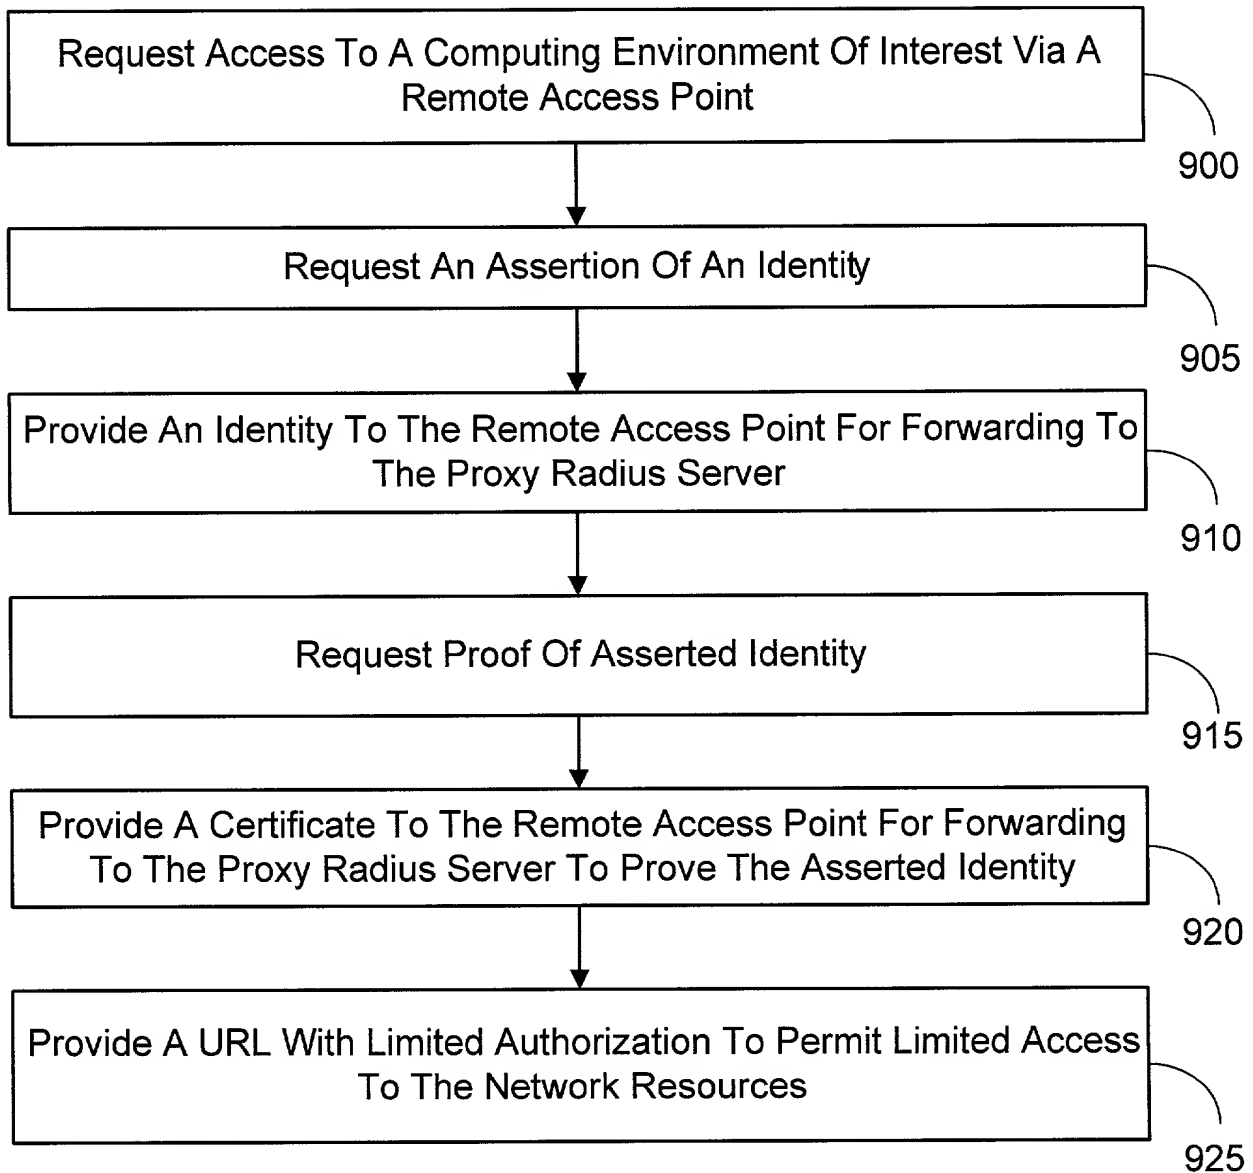 Request Access To A Computing Environment Of Interest Via A
Remote Access Point
900
Request An Assertion Of An Identity
905
Provide An Identity To The Remote Access Point For Forwarding To
The Proxy Radius Server
910
Request Proof Of Asserted Identity
915
Provide A Certificate To The Remote Access Point For Forwarding
To The Proxy Radius Server To Prove The Asserted Identity
920
Provide A URL With Limited Authorization To Permit Limited Access
To The Network Resources
925